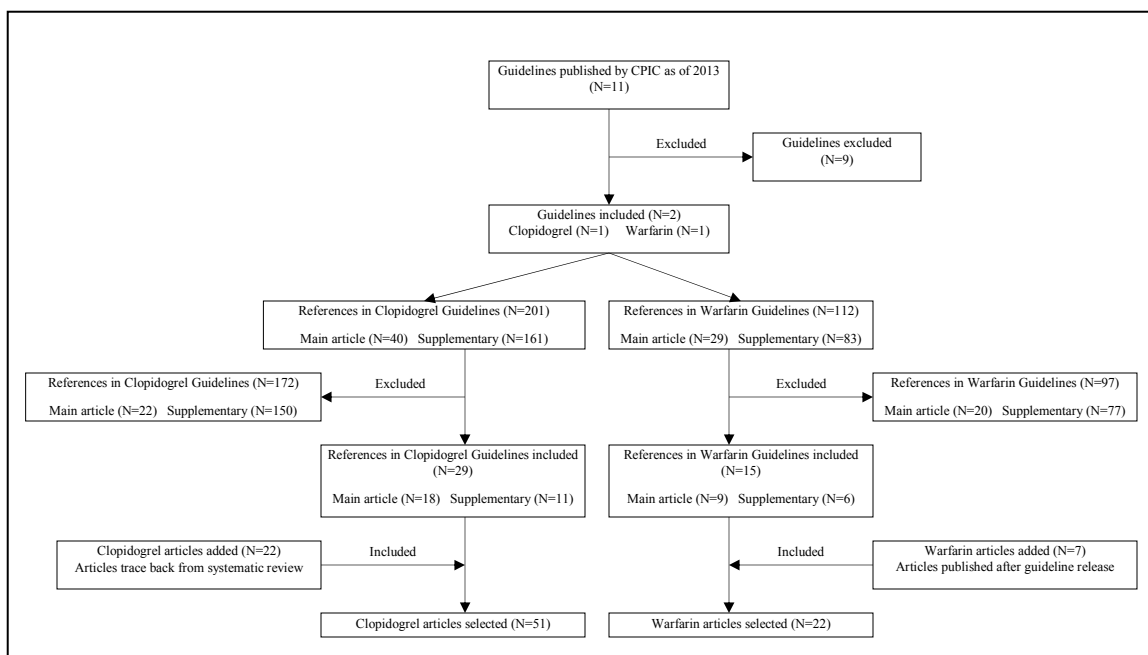 Guidelines published by CPIC as of 2013
(N=11)
Excluded
Guidelines excluded
(N=9)
Guidelines included (N=2)
Clopidogrel (N=1) Warfarin (N=1)
References in Clopidogrel Guidelines (N=201)
Main article (N=40) Supplementary (N=161)
References in Warfarin Guidelines (N=112)
Main article (N=29) Supplementary (N=83)
References in Clopidogrel Guidelines (N=172)
Main article (N=22) Supplementary (N=150)
Excluded
Excluded
References in Warfarin Guidelines (N=97)
Main article (N=20) Supplementary (N=77)
References in Clopidogrel Guidelines included
(N=29)
Main article (N=18) Supplementary (N=11)
References in Warfarin Guidelines included
(N=15)
Main article (N=9) Supplementary (N=6)
Clopidogrel articles added (N=22)
Articles trace back from systematic review
Included
Included
Warfarin articles added (N=7)
Articles published after guideline release
Clopidogrel articles selected (N=51)
Warfarin articles selected (N=22)